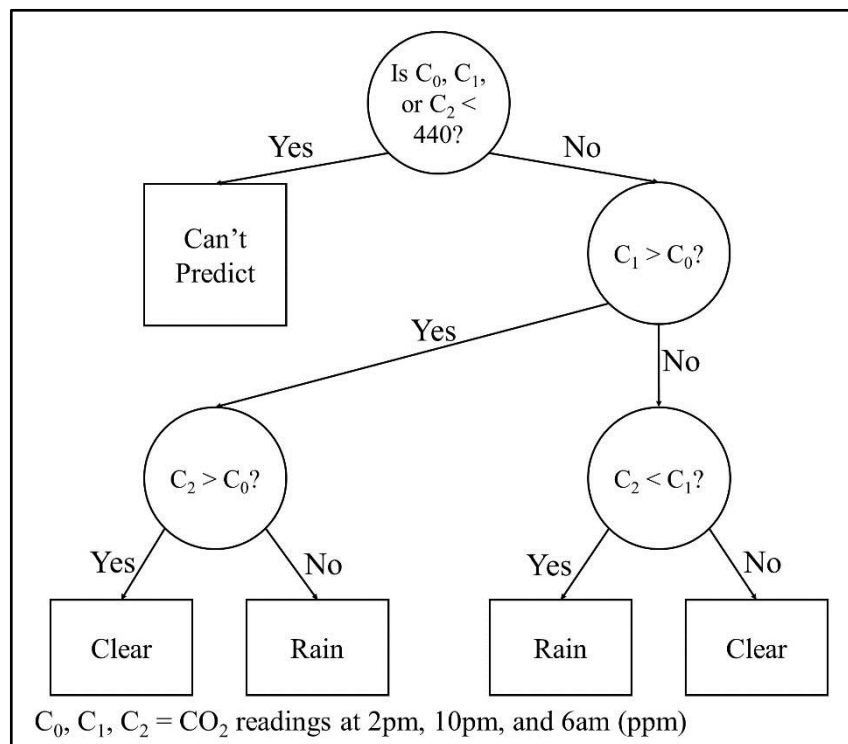 Is C₀, C₁,
or C₂ <
440?
Yes
No
Can't
Predict
C₁ > C₀?
Yes
No
C₂ > C₀?
C₂ < C₁?
Yes
No
Yes
No
Clear
Rain
Rain
Clear
C₀, C₁, C₂ = CO₂ readings at 2pm, 10pm, and 6am (ppm)